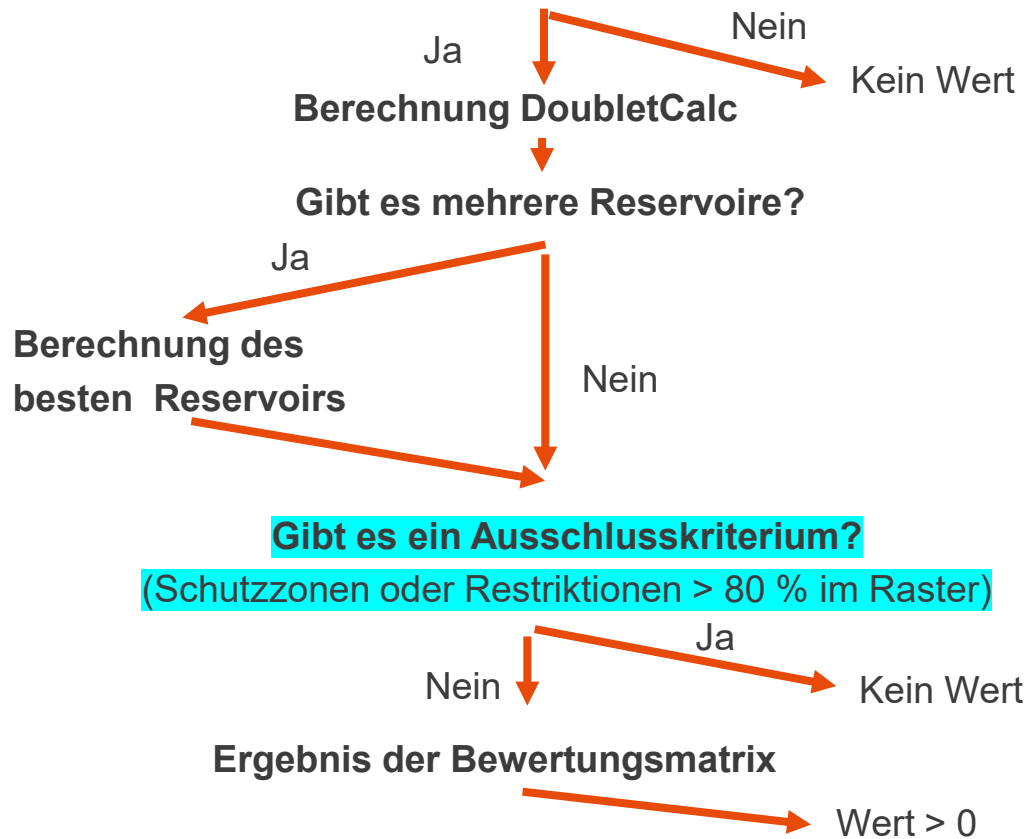 Nein
Ja
Kein Wert
Berechnung DoubletCalc
Gibt es mehrere Reservoire?
Ja
Berechnung des
besten Reservoirs
Nein
Gibt es ein Ausschlusskriterium?
(Schutzzonen oder Restriktionen > 80 % im Raster)
Ja
Nein
Kein Wert
Ergebnis der Bewertungsmatrix
Wert > 0